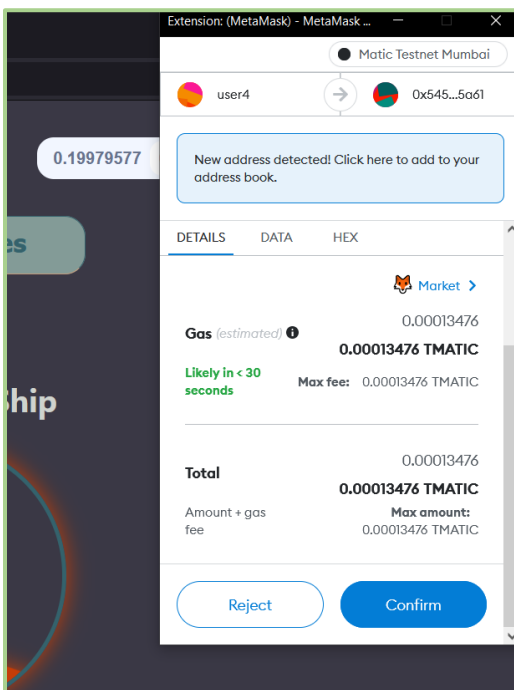 Extension: (MetaMask) - MetaMask ...
Matic Testnet Mumbai
user4
0x545...5a61
0.19979577
New address detected! Click here to add to your
address book.
es
DETAILS
DATA
HEX
Market >
Gas (estimated)
0.00013476
0.00013476 TMATIC
Likely in < 30
seconds
Max fee: 0.00013476 TMATIC
hip
Total
0.00013476
0.00013476 TMATIC
Amount + gas
fee
Max amount:
0.00013476 TMATIC
Reject
Confirm